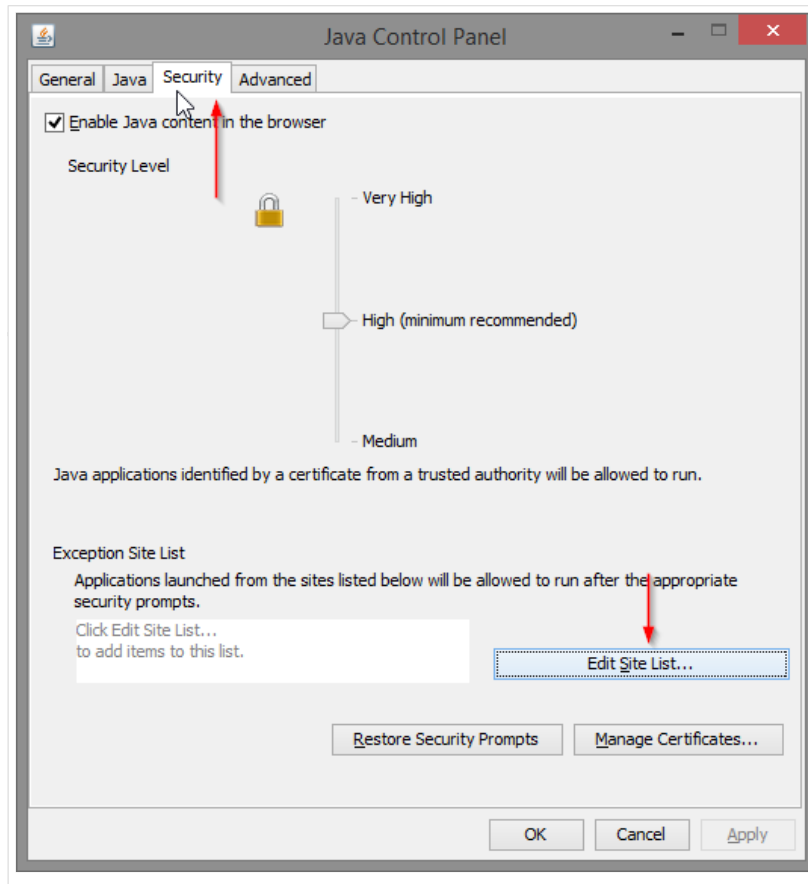 Java Control Panel
General Java Security Advanced
Enable Java content in the browser
Security Level
Very High
High (minimum recommended)
Medium
Java applications identified by a certificate from a trusted authority will be allowed to run.
Exception Site List
Applications launched from the sites listed below will be allowed to run after the appropriate
security prompts.
Click Edit Site List...
to add items to this list.
Edit Site List...
Restore Security Prompts Manage Certificates...
OK Cancel Apply